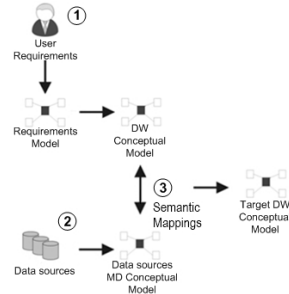 1
User
Requirements
Requirements
Model
DW
Conceptual
Model
3
Semantic
Mappings
Target DW
Conceptual
Model
2
Data sources
Data sources
MD Conceptual
Model